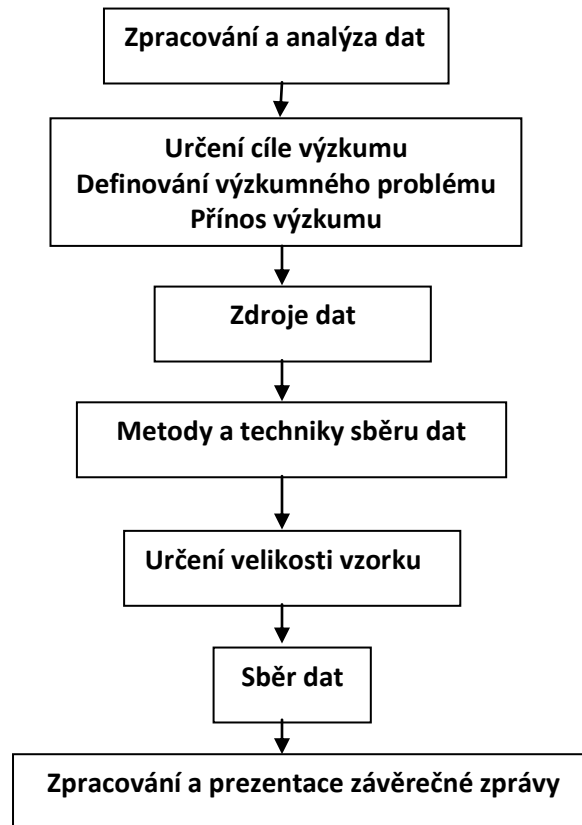 Zpracování a analýza dat
Určení cíle výzkumu
Definování výzkumného problému
Přínos výzkumu
Zdroje dat
Metody a techniky sběru dat
Určení velikosti vzorku
Sběr dat
Zpracování a prezentace závěrečné zprávy